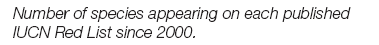 Number of species appearing on each published
IUCN Red List since 2000.